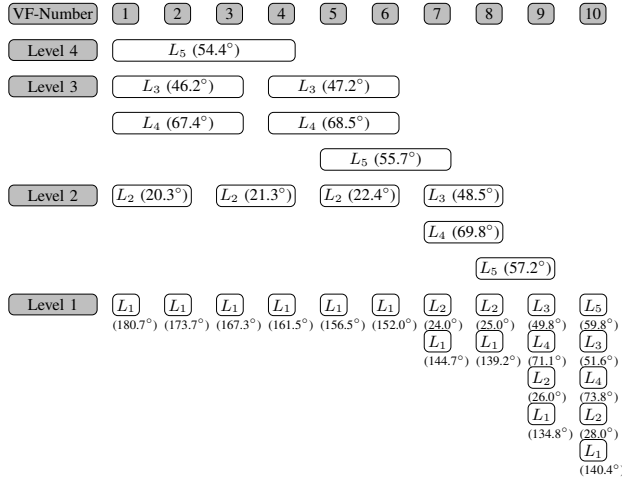 VF-Number 1 2 3 4 5 6 7 8 9 10
Level 4 L5 (54.4°)
Level 3 L3 (46.2°) L3 (47.2°)
L4 (67.4°) L4 (68.5°)
L5 (55.7°)
Level 2 L2 (20.3°) L2 (21.3°) L2 (22.4°) L3 (48.5°)
L4 (69.8°)
L5 (57.2°)
Level 1 L1 L1 L1 L1 L1 L1 L2 L2 L3 L5
(180.7°) (173.7°) (167.3°) (161.5°) (156.5°) (152.0°) (24.0°) (25.0°) (49.8°) (59.8°)
L1 L1 L4 L3
(144.7°) (139.2°) (71.1°) (51.6°)
L2 L4
(26.0°) (73.8°)
L1 L2
(134.8°) (28.0°)
L1
(140.4°)